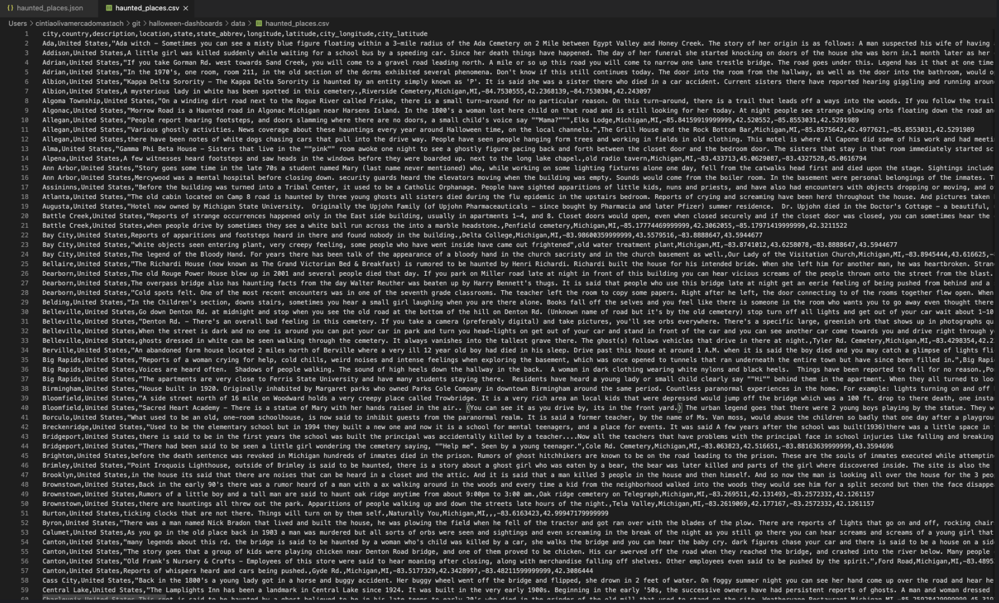 {} haunted_places.json
haunted_places.csv ×
Users > cintiaolivamercadomastach > git > halloween-dashboards > data > haunted_places.csv
1 city,country,description,location,state,state_abbrev,longitude,latitude,city_longitude,city_latitude
2 Ada,United States,"Ada witch - Sometimes you can see a misty blue figure floating within a 3-mile radius of the Ada Cemetery on 2 Mile between Egypt Valley and Honey Creek. The story of her origin is as follows: A man suspected his wife of having
3 Addison,United States,A little girl was killed suddenly while waiting for a school bus by a speeding car. Since her death things have happened. The day of her funeral she started knocking on doors of the house she was born in.1 month later as her
4 Adrian,United States,"If you take Gorman Rd. west towards Sand Creek, you will come to a gravel road leading north. A mile or so up this road you will come to narrow one lane trestle bridge. The road goes under this. Legend has it that at one time
5 Adrian,United States,"In the 1970's, one room, room 211, in the old section of the dorms exhibited several phenomena. Don't know if this still continues today. The door into the room from the hallway, as well as the door into the bathroom, would o
6 Albion,United States,"Kappa Delta Sorority - The Kappa Delta Sorority is haunted by an entity simply known as 'P'. It is said she was a sister there who died in a car accident. Current sisters there have reported hearing giggling and running aroun
7 Albion,United States,A mysterious lady in white has been spotted in this cemetery.,Riverside Cemetery,Michigan,MI,-84.7530555,42.2368139,-84.7530304,42.243097
8 Algoma Township,United States,"On a winding dirt road next to the Rogue River called Friske, there is a small turn-around for no particular reason. On this turn-around, there is a trail that leads off a ways into the woods. If you follow the trail
9 Algonac,United States,"Morrow Road is a Haunted road in Algonac Michigan near Harsens Island. In the 1800's a woman lost here child on that road and is still looking for her today. At night people see strange glowing orbs floating down the road an
10 Allegan,United States,"People report hearing footsteps, and doors slamming where there are no doors, a small child's voice say ""Mama?""",Elks Lodge,Michigan,MI,-85.84159919999999,42.520552,-85.8553031,42.5291989
11 Allegan,United States,"Various ghostly activities. News coverage about these hauntings every year around Halloween time, on the local channels.",The Grill House and the Rock Bottom Bar,Michigan,MI,-85.8575642,42.4977621,-85.8553031,42.5291989
12 Allegan,United States,there have been notes of white dogs chasing cars that pull into the drive way. People have seen people hanging form trees and working in fields in old clothing. This motel is where Al Capone did some of his work and had meeti
13 Alma,United States,"Gamma Phi Beta House - Sisters that live in the ""pink"" room awoke one night to see a ghostly figure pacing back and forth between the closet door and the bedroom door. The sisters that stay in that room immediately started sc
14 Alpena,United States,A few witnesses heard footsteps and saw heads in the windows before they were boarded up. next to the long lake chapel.,old radio tavern,Michigan,MI,-83.433713,45.0629087,-83.4327528,45.0616794
15 Ann Arbor,United States,"Story goes some time in the late 70s a student named Mary (last name never mentioned) who, while working on some lighting fixtures alone one day, fell from the catwalks head first and died upon the stage. Sightings include
16 Ann Arbor,United States,Mercywood was a mental hospital before closing down. security guards heard the elevators moving when the building was empty. Sounds would come from the boiler room. In the basement were personal belongings of the inmates. T
17 Assininns,United States,"Before the building was turned into a Tribal Center, it used to be a Catholic Orphanage. People have sighted apparitions of little kids, nuns and priests, and have also had encounters with objects dropping or moving, and o
18 Atlanta,United States,"The old cabin located on Camp 8 road is haunted by three young ghosts all sisters died during the flu epidemic in the upstairs bedroom. Reports of crying and screaming have been herd throughout the house. And pictures taken
19 Augusta,United States,"Hotel now owned by Michigan State University.  Originally the Upjohn Family (of Upjohn Pharmaceuticals - since bought by Pharmacia and later Pfizer) summer residence.  Dr. Upjohn died in the Doctor's Cottage - a beautiful,
20 Battle Creek,United States,"Reports of strange occurrences happened only in the East side building, usually in apartments 1-4, and 8. Closet doors would open, even when closed securely and if the closet door was closed, you can sometimes hear the
21 Battle Creek,United States,when people drive by sometimes they see a white ball run across the into a marble headstone.,Penfield cemetery,Michigan,MI,-85.17774469999999,42.3062055,-85.17971419999999,42.3211522
22 Bay City,United States,Reports of apparitions and footsteps heard in there and found nobody in the building.,Delta College,Michigan,MI,-83.98600359999999,43.5579516,-83.8888647,43.5944677
23 Bay City,United States,"white objects seen entering plant, very creepy feeling, some people who have went inside have came out frightened",old water treatment plant,Michigan,MI,-83.8741012,43.6258078,-83.8888647,43.5944677
24 Bay City,United States,The legend of the Bloody Hand. For years there has been talk of the appearance of a bloody hand in the church sacristy and in the church basement as well.,Our Lady of the Visitation Church,Michigan,MI,-83.8945444,43.616625,-
25 Bellaire,United States,"The Richardi House (now known as The Grand Victorian Bed & Breakfast) is rumored to be haunted by Henri Richardi. Richardi built the house for his intended bride. When she left him for another man, he was heartbroken. Stran
26 Dearborn,United States,The old Rouge Power House blew up in 2001 and several people died that day. If you park on Miller road late at night in front of this building you can hear vicious screams of the people thrown onto the street from the blast.
27 Dearborn,United States,The overpass bridge also has haunting facts from the day Walter Reuther was beaten up by Harry Bennett's thugs. It is said that people who use this bridge late at night get an eerie feeling of being pushed from behind and a
28 Dearborn,United States,"Cold spots felt. One of the most recent encounters was in one of the seventh grade classrooms. The teacher left the room to copy some papers. Right after he left, the door connecting to of the rooms together flew open. When
29 Belding,United States,"In the Children's section, downs stairs, sometimes you hear a small girl laughing when you are there alone. Books fall off the selves and you feel like there is someone in the room who wants you to go away even thought there
30 Belleville,United States,Go down Denton Rd. at midnight and stop when you see the old road at the bottom of the hill on Denton Rd. (Unknown name of road but it's by the old cemetery) stop turn off all lights and get out of your car wait about 1-10
31 Belleville,United States,"Denton Rd. - There's an overall bad feeling in this cemetery. If you take a camera (preferably digital) and take pictures, you'll see orbs everywhere. There's a specific large, greenish orb that shows up in photographs qu
32 Belleville,United States,When the street is dark and no one is around you can put your car in park and turn you head-lights on get out of your car and stand in front of the car and you can see another car come towards you and drive right through y
33 Belleville,United States,ghosts dressed in white can be seen walking through the cemetery. It always vanishes into the tallest grave there. The ghost(s) follows vehicles that drive in there at night.,Tyler Rd. Cemetery,Michigan,MI,-83.4298354,42.2
34 Berville,United States,"An abandoned farm house located 2 miles north of Berville where a very ill 12 year old boy had died in his sleep. Drive past this house at around 1 A.M. when it is said the boy died and you may catch a glimpse of lights fli
35 Big Rapids,United States,"Reports of a woman crying for help, cold chills, weird noises and intense feelings when exploring the basement, which was once opened to tunnels that ran underneath the entire town but have since been filled in.",Big Rapi
36 Big Rapids,United States,Voices are heard often.  Shadows of people walking. The sound of high heels down the hallway in the back.  A woman in dark clothing wearing white nylons and black heels.  Things have been reported to fall for no reason.,Po
37 Big Rapids,United States,"The apartments are very close to Ferris State University and have many students staying there.  Residents have heard a young lady or small child clearly say ""Hi"" behind them in the apartment. When they all turned to loo
38 Birmingham,United States,"House built in 1920. Originally inhabited by Margaret parks who owned Parks Cole Company in downtown Birmingham around the same period. Countless paranormal experiences in the home. For example: lights turning on and off
39 Bloomfield,United States,"A side street north of 16 mile on Woodward holds a very creepy place called Trowbridge. It is a very rich area an local kids that were depressed would jump off the bridge which was a 100 ft. drop to there death, one insta
40 Bloomfield,United States,"Sacred Heart Academy - There is a statue of Mary with her hands raised in the air.. (You can see it as you drive by, its in the front yard.) The urban legend goes that there were 2 young boys playing by the statue. They w
41 Borculo,United States,"What used to be an old, one-room schoolhouse, is now said to inhibit guests from the paranormal realm. It is said a former teacher, by the name of Ms. Van moss, would abuse the children so badly that one day after a playgrou
42 Breckenridge,United States,"Used to be the elementary school but in 1994 they built a new one and now it is a school for mental teenagers, and a place for events. It was said A few years after the school was built(1936)there was a little space in
43 Bridgeport,United States,there is said to be in the first years the school was built the principal was accidentally killed by a teacher....Now all the teachers that have problems with the principal face in school injuries like falling and breaking
44 Bridgeport,United States,"There had been said to be seen a little girl wondering the cemetery saying, ""Help me”. Seen by a young teenager.",Cole Rd. Cemetery,Michigan,MI,-83.063823,42.516651,-83.88163639999999,43.3594696
45 Brighton,United States,before the death sentence was revoked in Michigan hundreds of inmates died in the prison. Rumors of ghost hitchhikers are known to be on the road leading to the prison. These are the souls of inmates executed while attemptin
46 Brimley,United States,"Point Iroquois Lighthouse, outside of Brimley is said to be haunted, there is a story about a ghost girl who was eaten by a bear, the bear was later killed and parts of the girl where discovered inside. The site is also the
47 Brooklyn,United States,in the house its said that there are noises that can be heard in a closet and the attic. And it is said that a man killed 3 people in the house and then himself. And so now the man is looking all over the house for the 3 peo
48 Brownstown,United States,Back in the early 90's there was a rumor heard of a man with a ax walking around in the woods and every time a kid from the neighborhood walked into the woods they would see him for a split second but then the face disappe
49 Brownstown,United States,Rumors of a little boy and a tall man are said to haunt oak ridge anytime from about 9:00pm to 3:00 am.,Oak ridge cemetery on Telegraph,Michigan,MI,-83.269511,42.131493,-83.2572332,42.1261157
50 Brownstown,United States,there are hauntings all threw out the park. Apparitions of people walking up and down the streets late hours of the night.,Tela Valley,Michigan,MI,-83.2619069,42.177167,-83.2572332,42.1261157
51 Burton,United States,ticking clocks that are not there. Things will turn on by them self.,Naturally You,Michigan,MI,,,-83.6163423,42.99947179999999
52 Byron,United States,"There was a man named Nick Bradon that lived and built the house, he was plowing the field when he fell of the tractor and got ran over with the blades of the plow. There are reports of lights that go on and off, rocking chair
53 Calumet,United States,As you go in the old place back in 1903 a man was murdered but all sorts of orbs were seen and sightings and even screaming in the break of the night as you still go there you can hear screams and screams of a young girl that
54 Canton,United States,"many legends about this rd. the bridge is said to be haunted by a woman who's child was killed by a car, she walks the bridge and you can hear the baby cry. dark figures chase your car and there is said to be a house on a sid
55 Canton,United States,"The story goes that a group of kids were playing chicken near Denton Road bridge, and one of them proved to be chicken. His car swerved off the road when they reached the bridge, and crashed into the river below. Many people
56 Canton,United States,"Old Frank's Nursery & Crafts - Employees of this store were said to hear moaning after closing, along with merchandise falling off shelves. Other employees even said to be pushed by the spirit.",Ford Road,Michigan,MI,-83.4895
57 Canton,United States,Reports of whispers heard and cars being pushed.,Gyde Rd.,Michigan,MI,-83.5177329,42.3428997,-83.48211599999999,42.3086444
58 Cass City,United States,"Back in the 1800's a young lady got in a horse and buggy accident. Her buggy wheel went off the bridge and flipped, she drown in 2 feet of water. On foggy summer night you can see her hand come up over the road and hear he
59 Central Lake,United States,"The Lamplights Inn has been a landmark in Central Lake since 1924. It was built in the very early 1900s. Beginning in the early '50s, the successive owners have had persistent reports of ghosts. A man and woman dressed
60 Charlevoix,United States,This spot is said to be haunted by a ghost believed to be in his late teens to early 20's who died in the grinder of the old mill that used to stand on the site.,Weathervane Restaurant,Michigan,MI